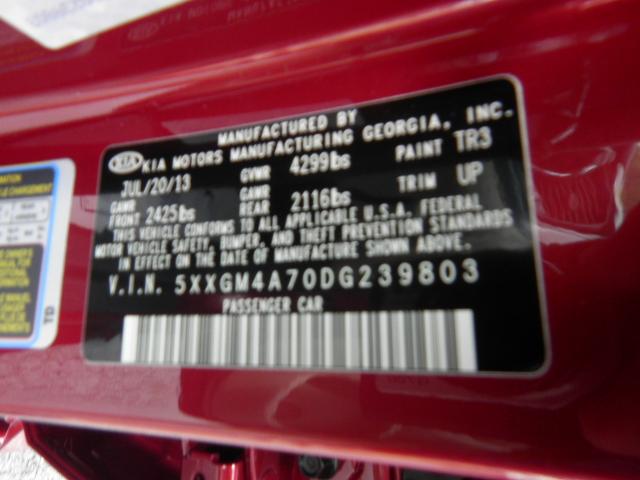 MANUFACTURED BY
KIA KIA MOTORS MANUFACTURING GEORGIA, INC.
JUL/20/13 GVWR 4299lbs PAINT TR3
GAWR FRONT 2425lbs GAWR REAR 2116lbs TRIM UP
THIS VEHICLE CONFORMS TO ALL APPLICABLE U.S.A. FEDERAL
MOTOR VEHICLE SAFETY, BUMPER, AND THEFT PREVENTION STANDARDS
IN EFFECT ON THE DATE OF MANUFACTURE SHOWN ABOVE.
V.I.N. 5XXGM4A70DG239803
PASSENGER CAR
TD